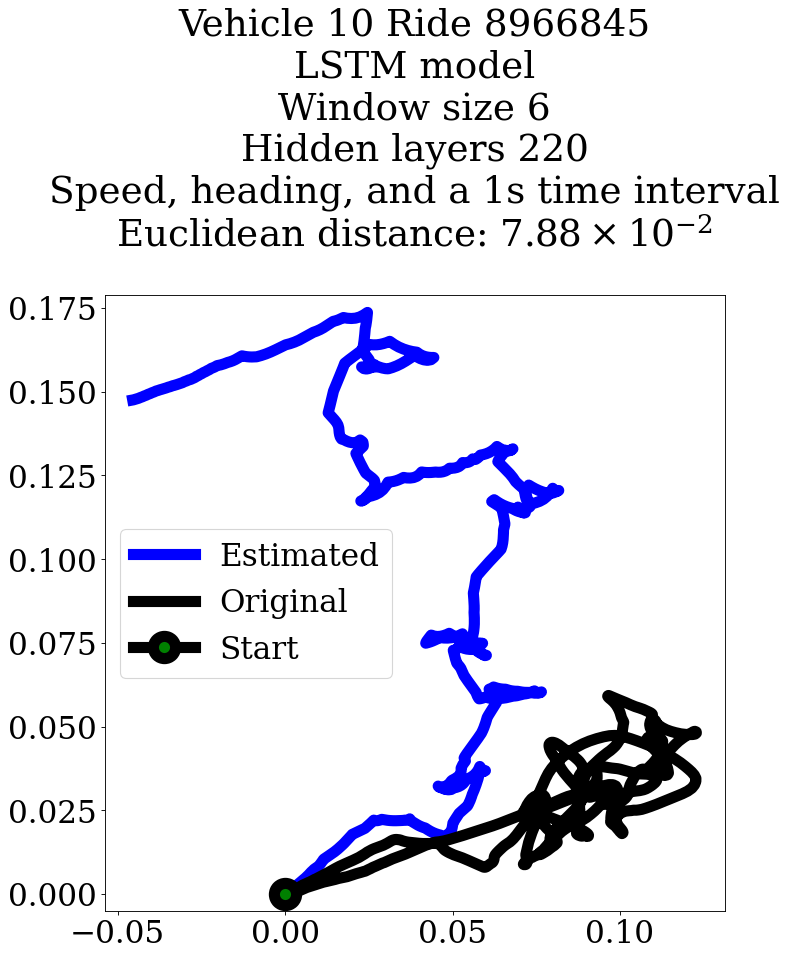 Vehicle 10 Ride 8966845
LSTM model
Window size 6
Hidden layers 220
Speed, heading, and a 1s time interval
Euclidean distance: 7.88 × 10⁻²
0.175
0.150
0.125
0.100
0.075
0.050
0.025
0.000
Estimated
Original
Start
−0.05 0.00 0.05 0.10